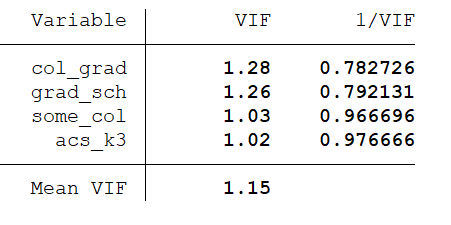 Variable VIF 1/VIF
col_grad 1.28 0.782726
grad_sch 1.26 0.792131
some_col 1.03 0.966696
acs_k3 1.02 0.976666
Mean VIF 1.15